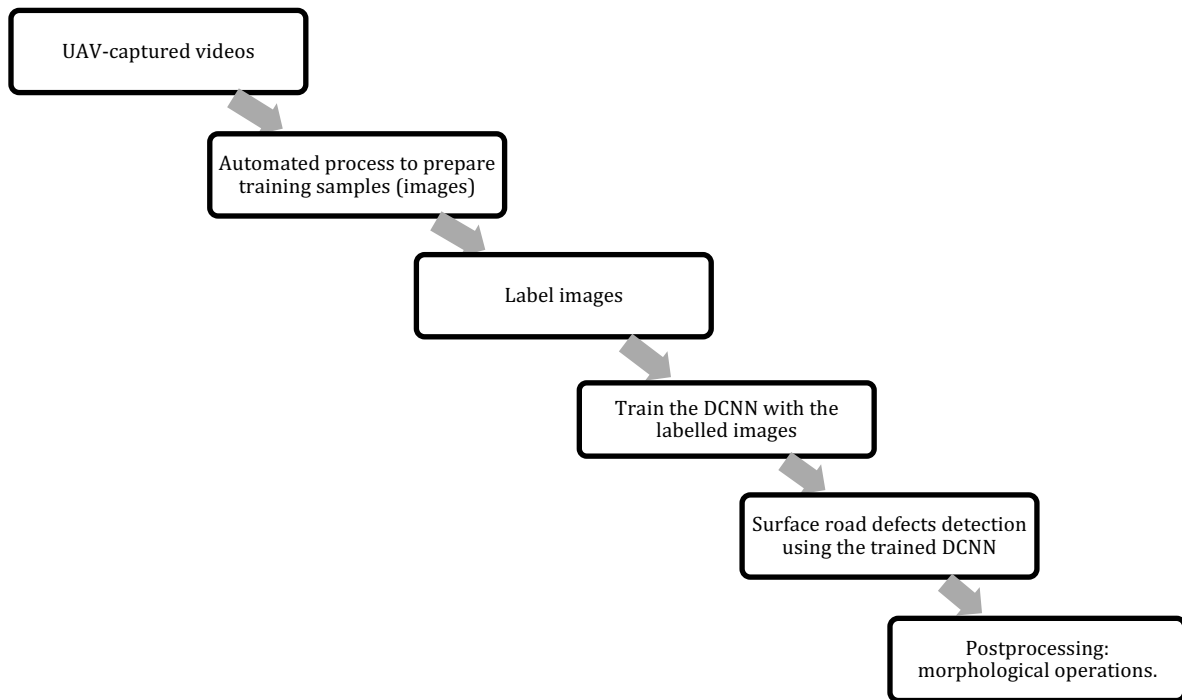 UAV-captured videos
Automated process to prepare
training samples (images)
Label images
Train the DCNN with the
labelled images
Surface road defects detection
using the trained DCNN
Postprocessing:
morphological operations.